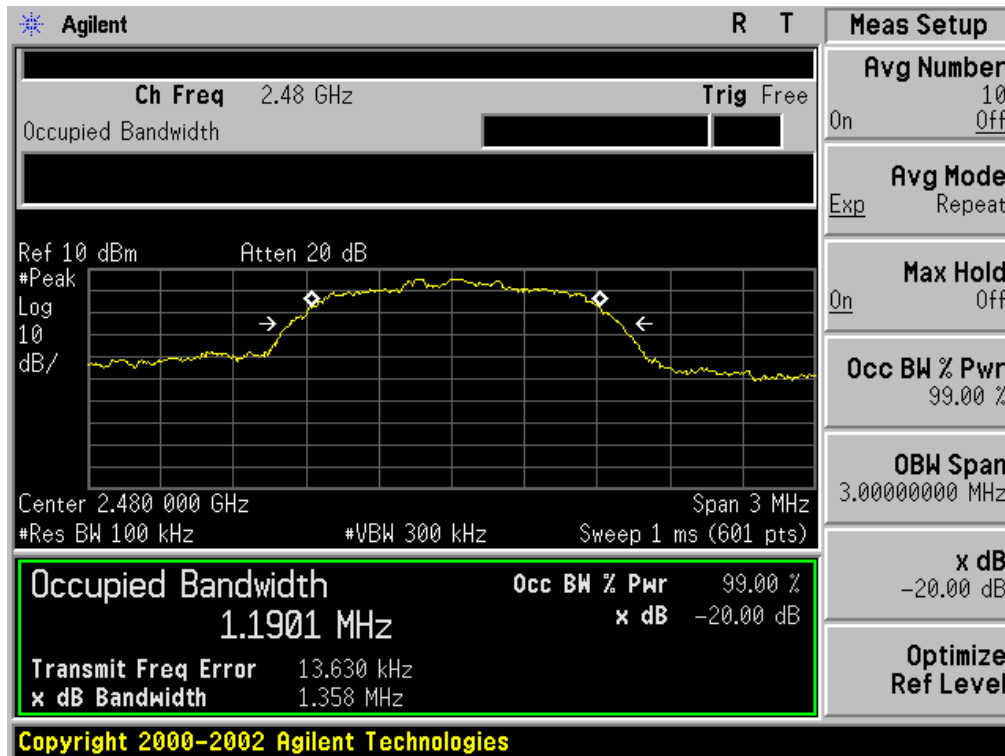 Agilent R T
Ch Freq 2.48 GHz Trig Free
Occupied Bandwidth
Ref 10 dBm Atten 20 dB
#Peak
Log
10
dB/
Center 2.480 000 GHz Span 3 MHz
#Res BW 100 kHz #VBW 300 kHz Sweep 1 ms (601 pts)
Occupied Bandwidth
1.1901 MHz
Occ BW % Pwr 99.00 %
x dB -20.00 dB
Transmit Freq Error 13.630 kHz
x dB Bandwidth 1.358 MHz
Copyright 2000-2002 Agilent Technologies
Meas Setup
Avg Number
10
On Off
Avg Mode
Exp Repeat
Max Hold
On Off
Occ BW % Pwr
99.00 %
OBW Span
3.00000000 MHz
x dB
-20.00 dB
Optimize
Ref Level